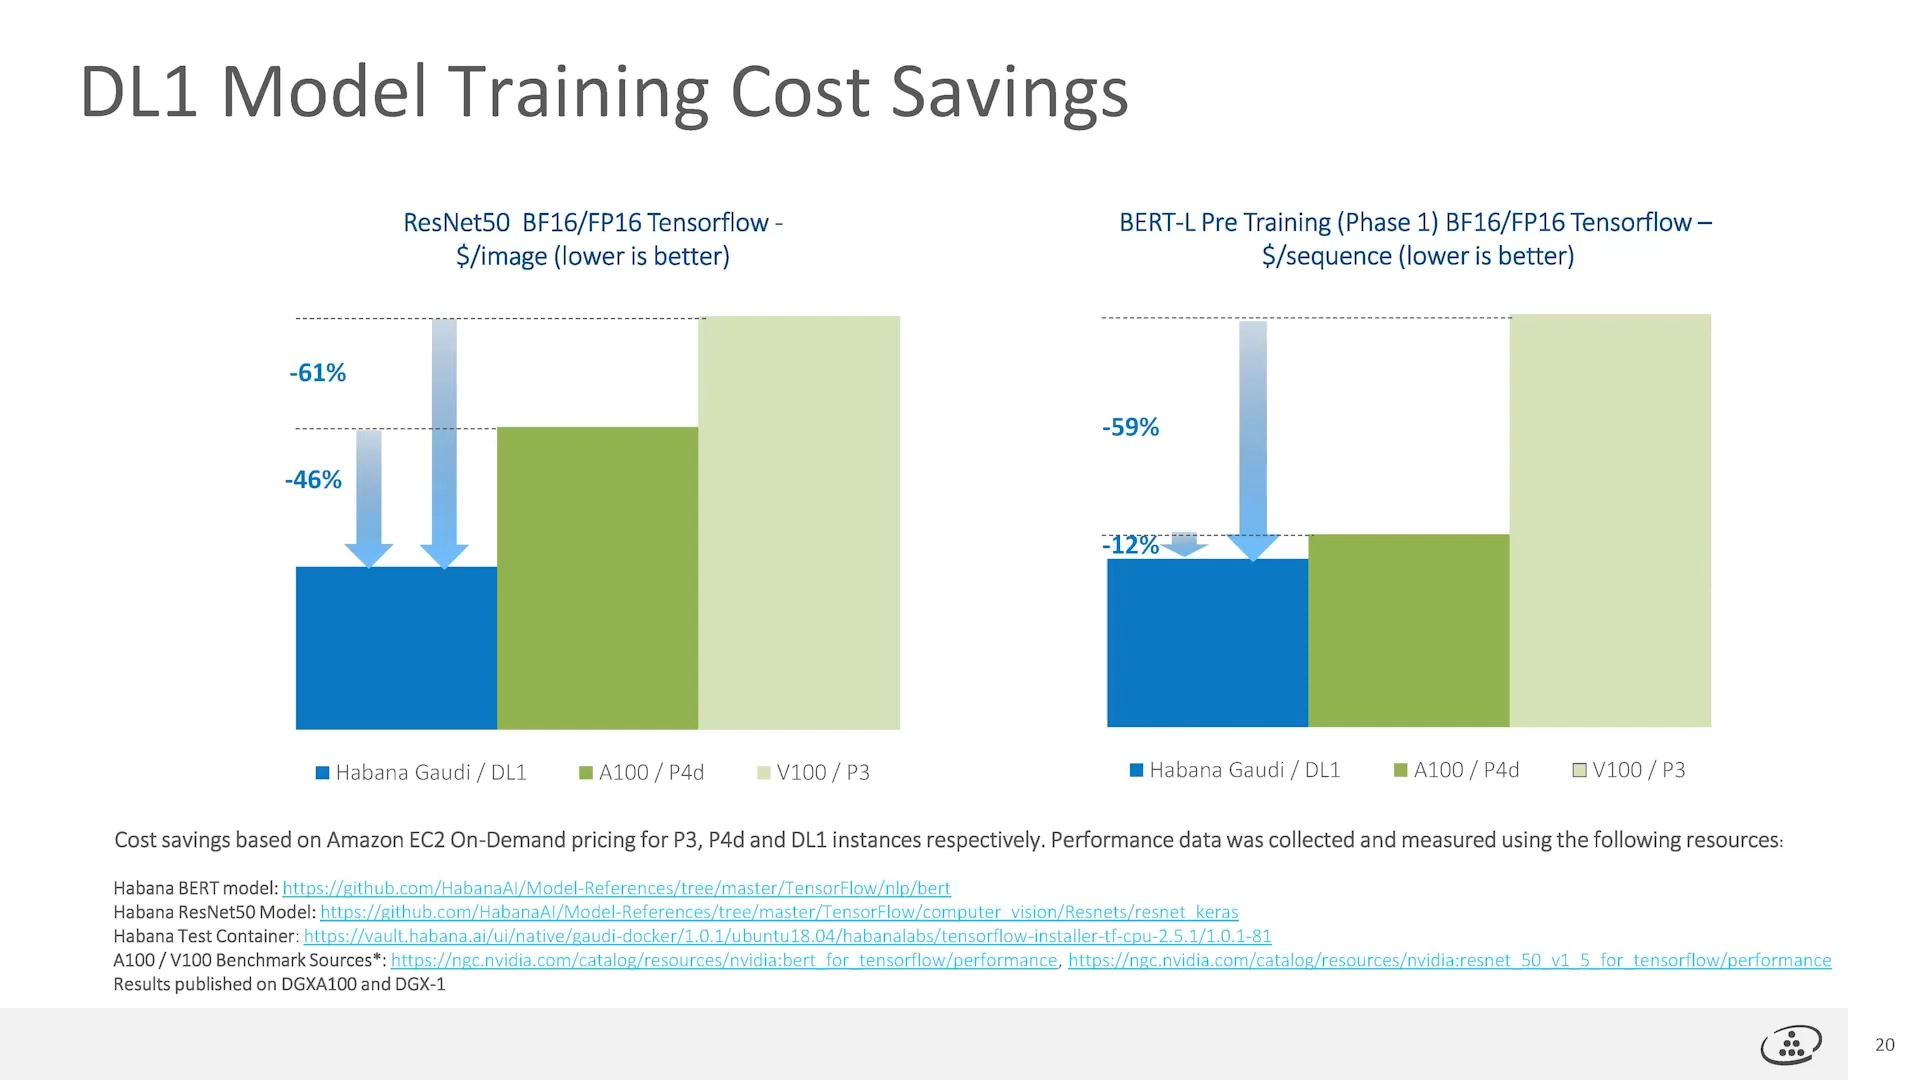 DL1 Model Training Cost Savings
ResNet50 BF16/FP16 Tensorflow -
$/image (lower is better)
-61%
-46%
Habana Gaudi / DL1
A100 / P4d
V100 / P3
BERT-L Pre Training (Phase 1) BF16/FP16 Tensorflow –
$/sequence (lower is better)
-59%
-12%
Habana Gaudi / DL1
A100 / P4d
V100 / P3
Cost savings based on Amazon EC2 On-Demand pricing for P3, P4d and DL1 instances respectively. Performance data was collected and measured using the following resources:
Habana BERT model: https://github.com/HabanaAI/Model-References/tree/master/TensorFlow/nlp/bert
Habana ResNet50 Model: https://github.com/HabanaAI/Model-References/tree/master/TensorFlow/computer_vision/Resnets/resnet_keras
Habana Test Container: https://vault.habana.ai/ui/native/gaudi-docker/1.0.1/ubuntu18.04/habanalabs/tensorflow-installer-tf-cpu-2.5.1/1.0.1-81
A100 / V100 Benchmark Sources*: https://ngc.nvidia.com/catalog/resources/nvidia:bert_for_tensorflow/performance, https://ngc.nvidia.com/catalog/resources/nvidia:resnet_50_v1_5_for_tensorflow/performance
Results published on DGXA100 and DGX-1
20